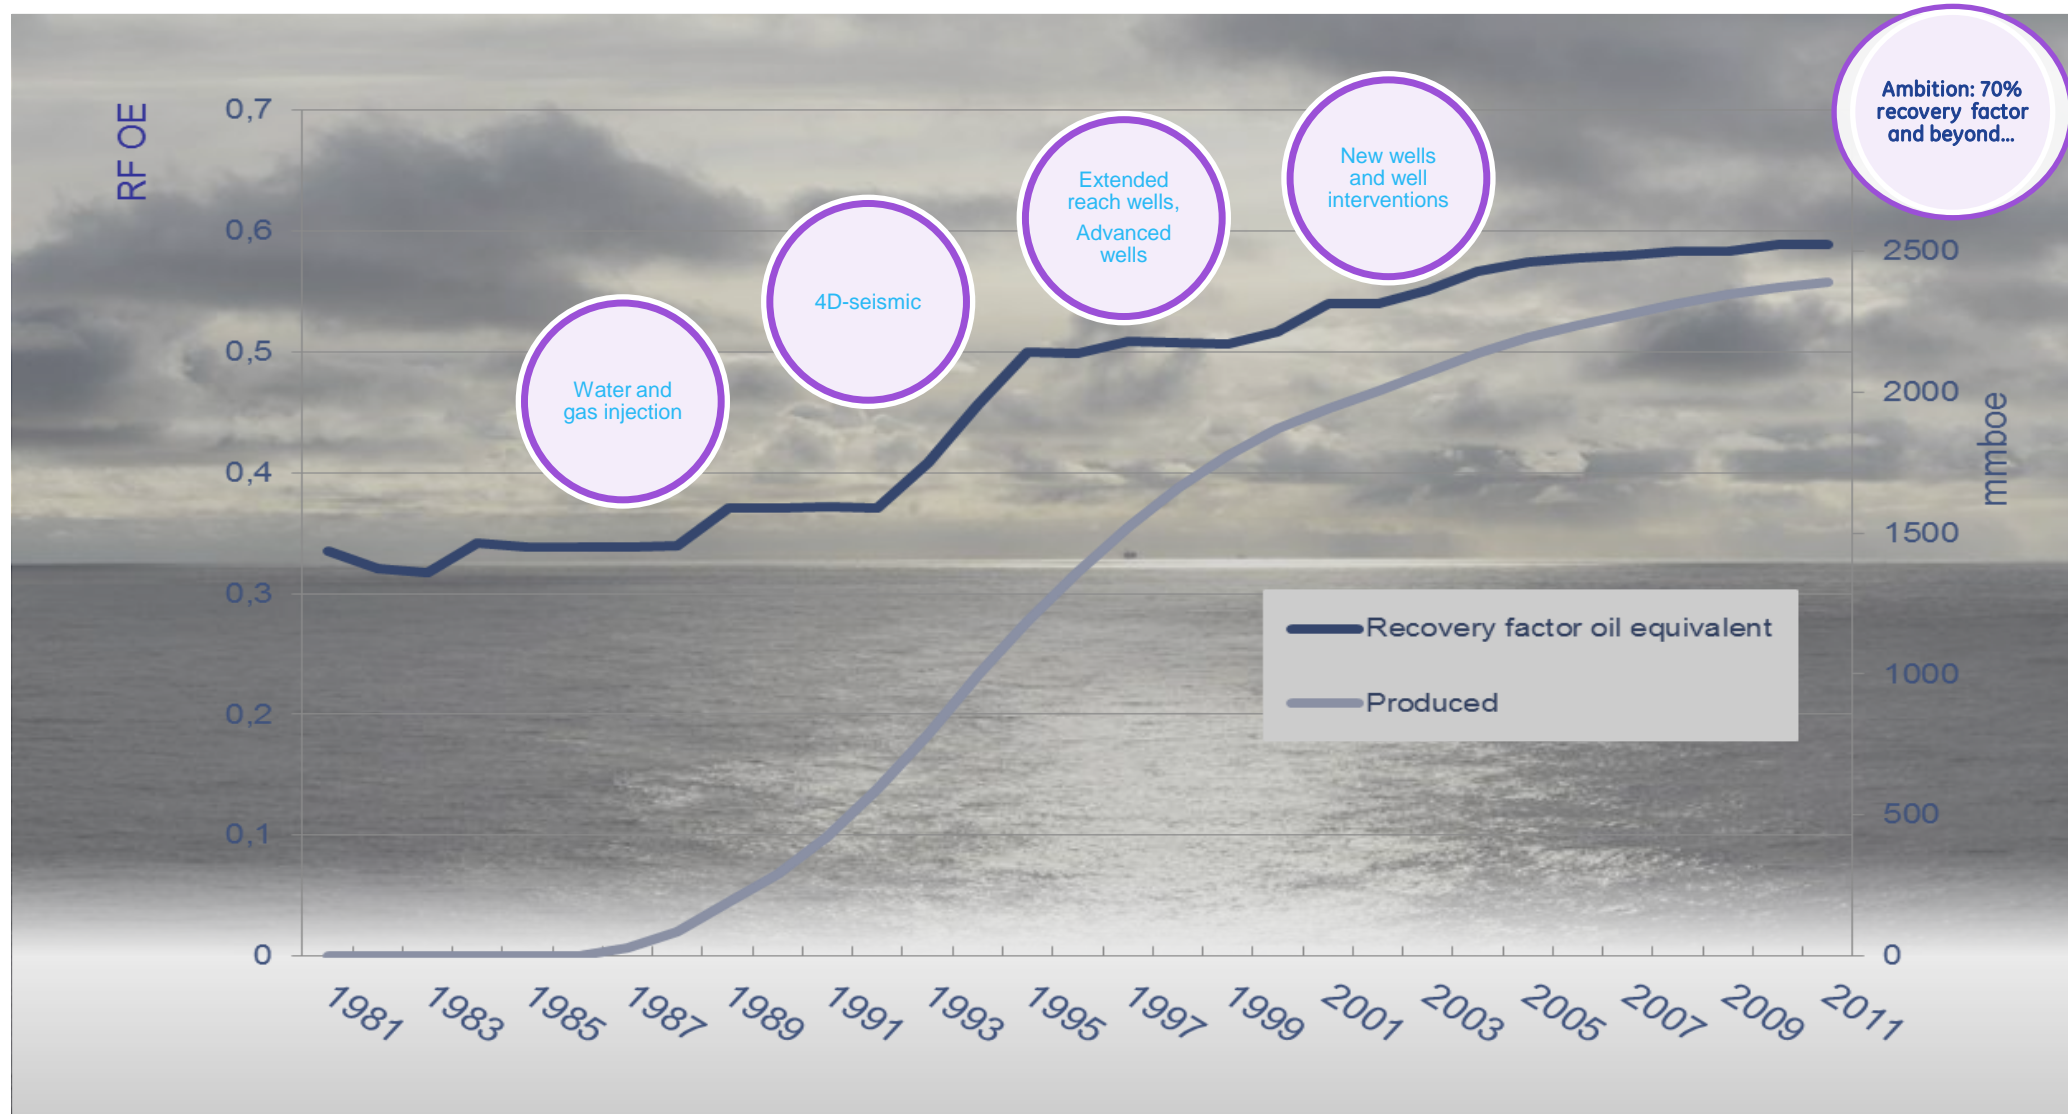 Ambition: 70%
recovery factor
and beyond...
RF OE
0,7
0,6
0,5
0,4
0,3
0,2
0,1
0
New wells
and well
interventions
Extended
reach wells,
Advanced
wells
4D-seismic
Water and
gas injection
2500
2000
1500
1000
500
0
mmboe
Recovery factor oil equivalent
Produced
1981
1983
1985
1987
1989
1991
1993
1995
1997
1999
2001
2003
2005
2007
2009
2011